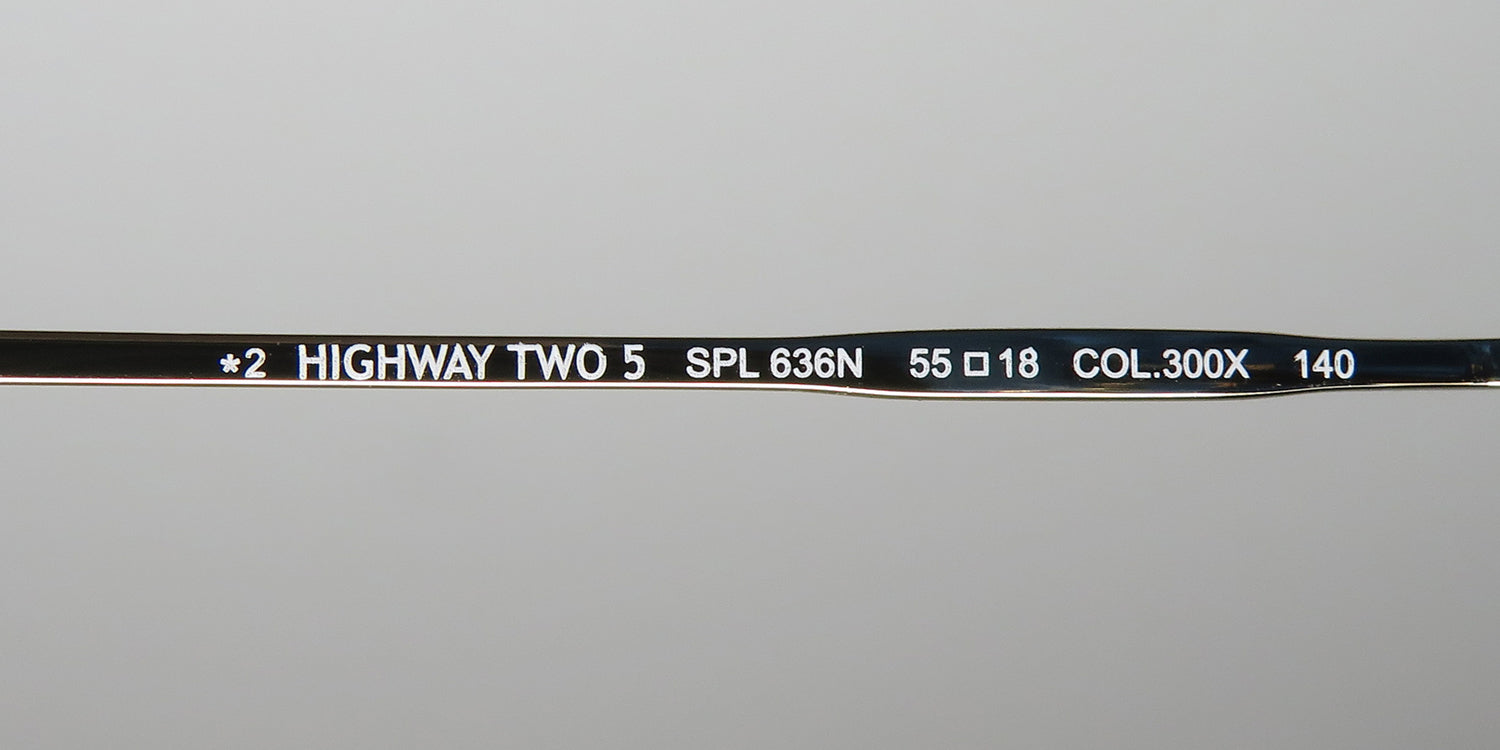 *2 HIGHWAY TWO 5 SPL 636N 55□18 COL.300X 140